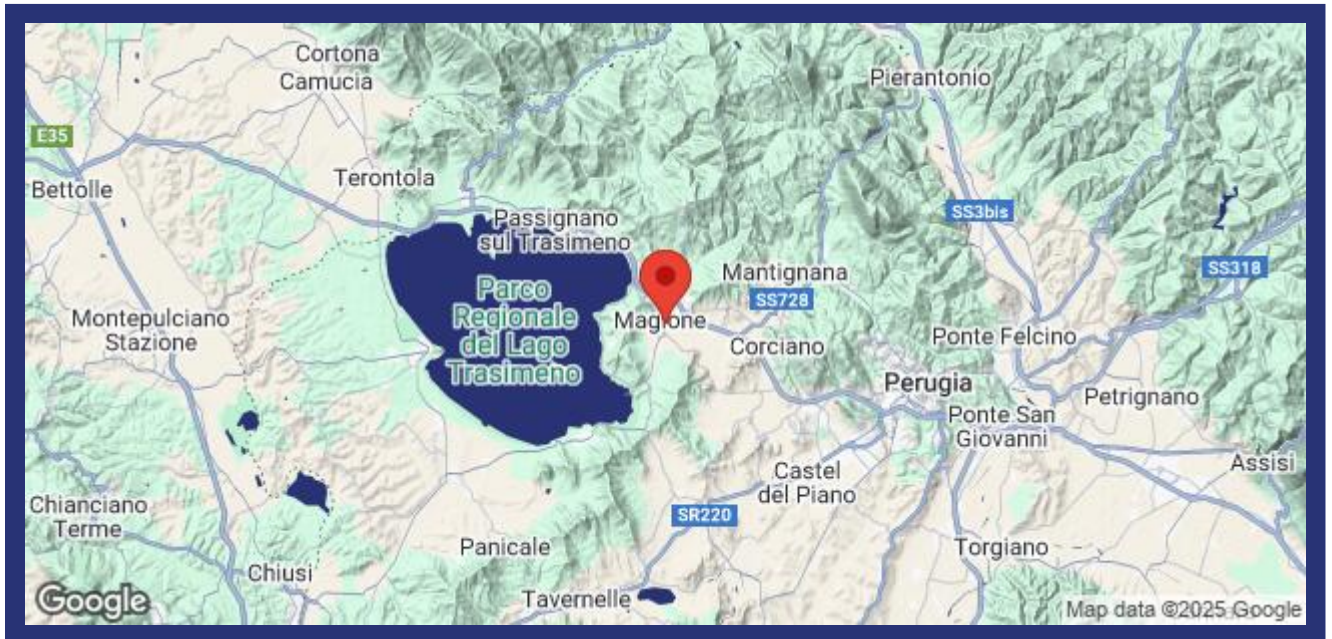 Cortona
Camucia
Pierantonio
E35
Bettolle
Terontola
Passignano
sul Trasimeno
SS3bis
SS318
Mantignana
SS728
Parco
Regionale
del Lago
Trasimeno
Magione
Montepulciano
Stazione
Corciano
Ponte Felcino
Perugia
Petrignano
Ponte San
Giovanni
Assisi
Castel
del Piano
Chianciano
Terme
SR220
Panicale
Torgiano
Chiusi
Tavernelle
Google
Map data ©2025 Google